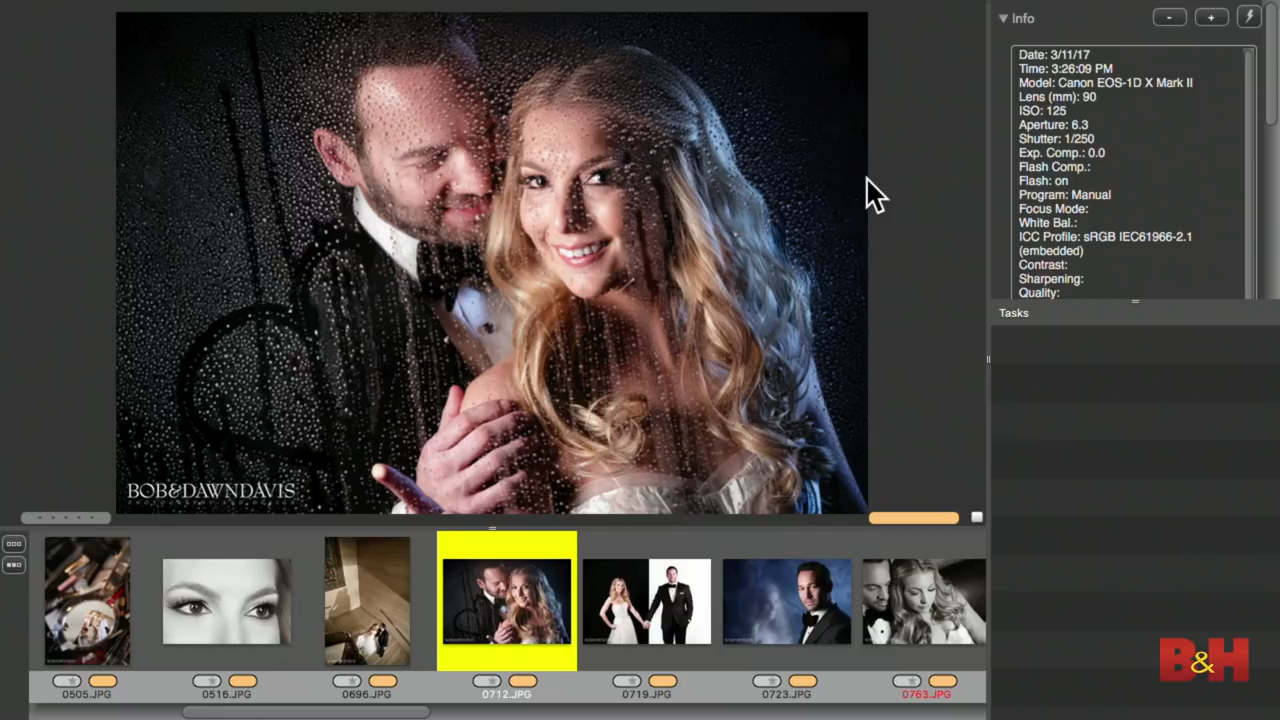 Info
- +
Date: 3/11/17
Time: 3:26:09 PM
Model: Canon EOS-1D X Mark II
Lens (mm): 90
ISO: 125
Aperture: 6.3
Shutter: 1/250
Exp. Comp.: 0.0
Flash Comp.:
Flash: on
Program: Manual
Focus Mode:
White Bal.:
ICC Profile: sRGB IEC61966-2.1
(embedded)
Contrast:
Sharpening:
Quality:
Tasks
BOB&DAWNDAVIS
0505.JPG
0516.JPG
0696.JPG
0712.JPG
0719.JPG
0723.JPG
0763.JPG
B&H